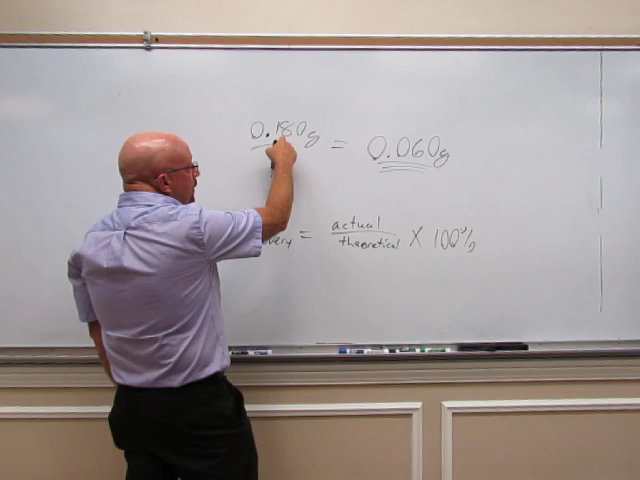 0.180g = 0.060g
= actual
theoretical X 100%